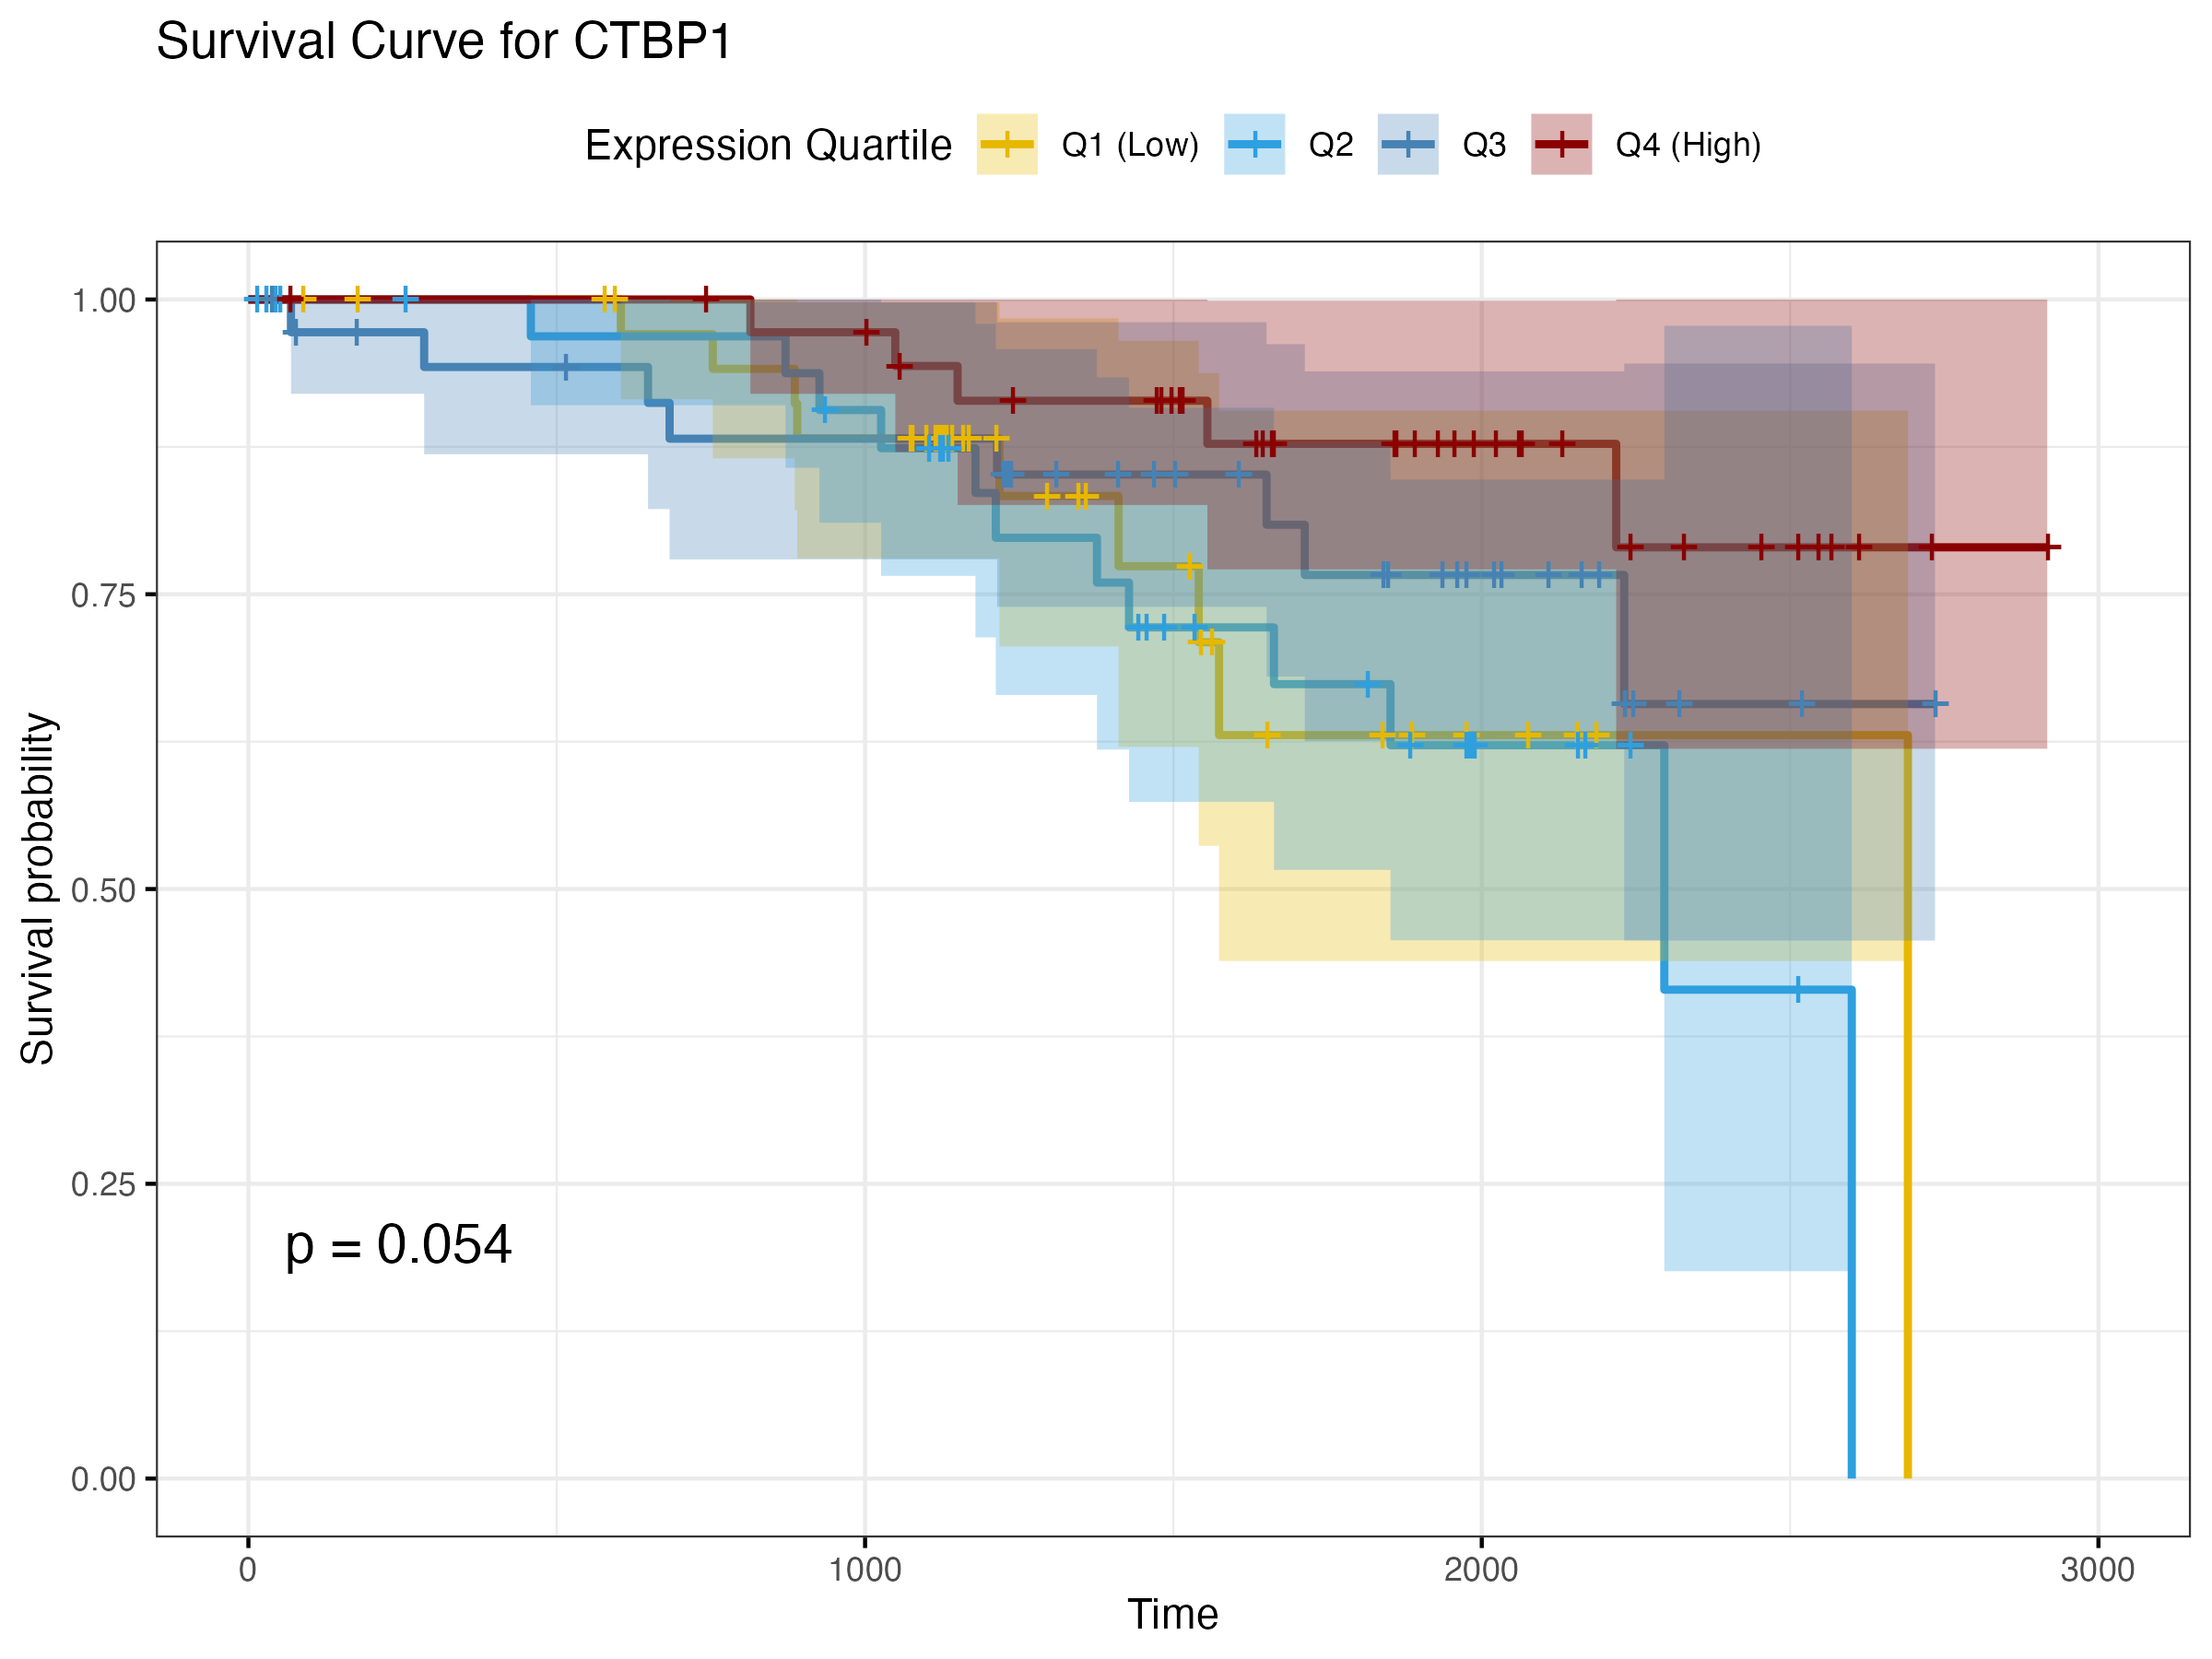 Survival Curve for CTBP1
Expression Quartile Q1 (Low) Q2 Q3 Q4 (High)
1.00
0.75
0.50
0.25
0.00
Survival probability
p = 0.054
0 1000 2000 3000
Time